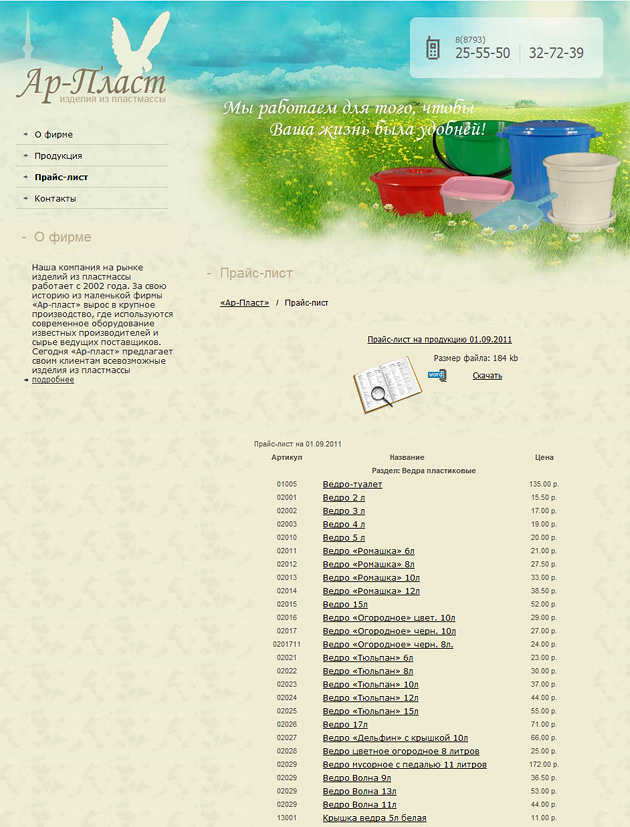 Ар-Пласт
изделия из пластмассы
8(8793)
25-55-50 | 32-72-39
Мы работаем для того, чтобы
Ваша жизнь была удобней!
О фирме
Продукция
Прайс-лист
Контакты
- О фирме
Наша компания на рынке
изделий из пластмассы
работает с 2002 года. За свою
историю из маленькой фирмы
«Ар-пласт» вырос в крупное
производство, где используются
современное оборудование
известных производителей и
сырье ведущих поставщиков.
Сегодня «Ар-пласт» предлагает
своим клиентам всевозможные
изделия из пластмассы
подробнее
- Прайс-лист
«Ар-Пласт» / Прайс-лист
Прайс-лист на продукцию 01.09.2011
Размер файла: 184 kb
word
Скачать
Прайс-лист на 01.09.2011
Артикул Название Цена
Раздел: Ведра пластиковые
01005 Ведро-туалет 135.00 р.
02001 Ведро 2 л 15.50 р.
02002 Ведро 3 л 17.00 р.
02003 Ведро 4 л 19.00 р.
02010 Ведро 5 л 20.00 р.
02011 Ведро «Ромашка» 6л 21.00 р.
02012 Ведро «Ромашка» 8л 27.50 р.
02013 Ведро «Ромашка» 10л 33.00 р.
02014 Ведро «Ромашка» 12л 38.50 р.
02015 Ведро 15л 52.00 р.
02016 Ведро «Огородное» цвет. 10л 29.00 р.
02017 Ведро «Огородное» черн. 10л 27.00 р.
0201711 Ведро «Огородное» черн. 8л. 24.00 р.
02021 Ведро «Тюльпан» 6л 23.00 р.
02022 Ведро «Тюльпан» 8л 30.00 р.
02023 Ведро «Тюльпан» 10л 37.00 р.
02024 Ведро «Тюльпан» 12л 44.00 р.
02025 Ведро «Тюльпан» 15л 55.00 р.
02026 Ведро 17л 71.00 р.
02027 Ведро «Дельфин» с крышкой 10л 66.00 р.
02028 Ведро цветное огородное 8 литров 25.00 р.
02029 Ведро мусорное с педалью 11 литров 172.00 р.
02029 Ведро Волна 9л 36.50 р.
02029 Ведро Волна 13л 53.00 р.
02029 Ведро Волна 11л 44.00 р.
13001 Крышка ведра 5л белая 11.00 р.